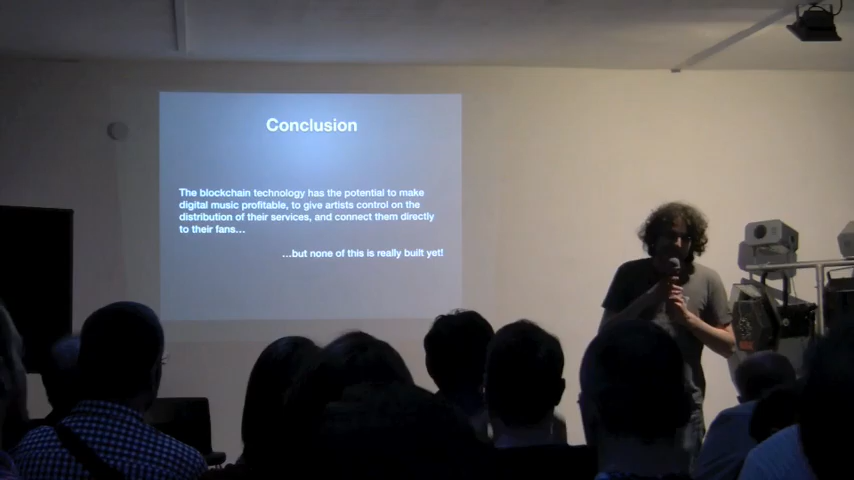 Conclusion
The blockchain technology has the potential to make
digital music profitable, to give artists control on the
distribution of their services, and connect them directly
to their fans...
...but none of this is really built yet!